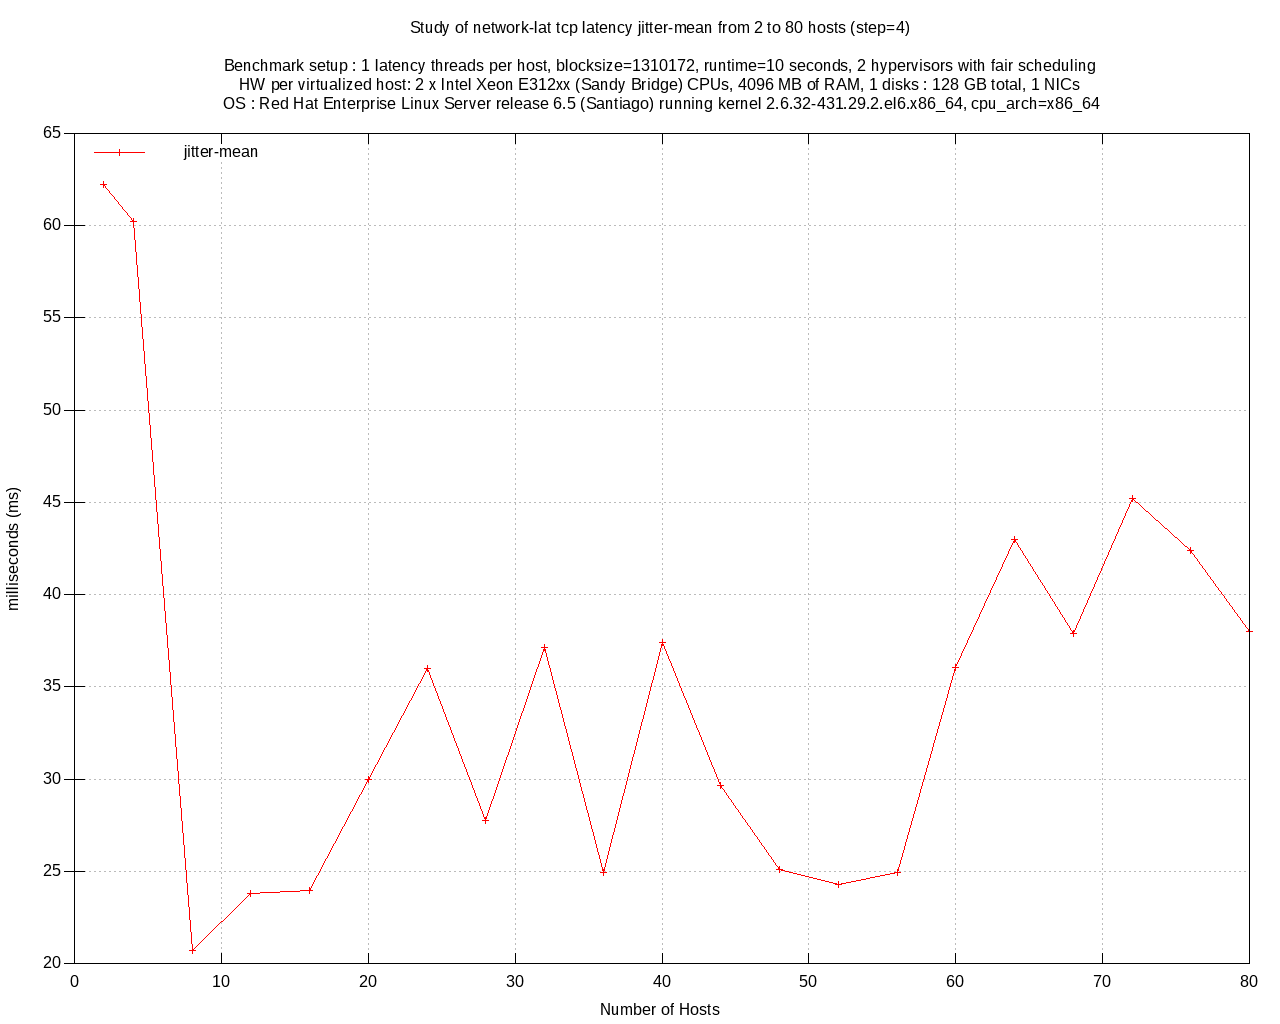 Study of network-lat tcp latency jitter-mean from 2 to 80 hosts (step=4)
Benchmark setup : 1 latency threads per host, blocksize=1310172, runtime=10 seconds, 2 hypervisors with fair scheduling
HW per virtualized host: 2 x Intel Xeon E312xx (Sandy Bridge) CPUs, 4096 MB of RAM, 1 disks : 128 GB total, 1 NICs
OS : Red Hat Enterprise Linux Server release 6.5 (Santiago) running kernel 2.6.32-431.29.2.el6.x86_64, cpu_arch=x86_64
jitter-mean
65
60
55
50
45
40
35
30
25
20
milliseconds (ms)
0 10 20 30 40 50 60 70 80
Number of Hosts